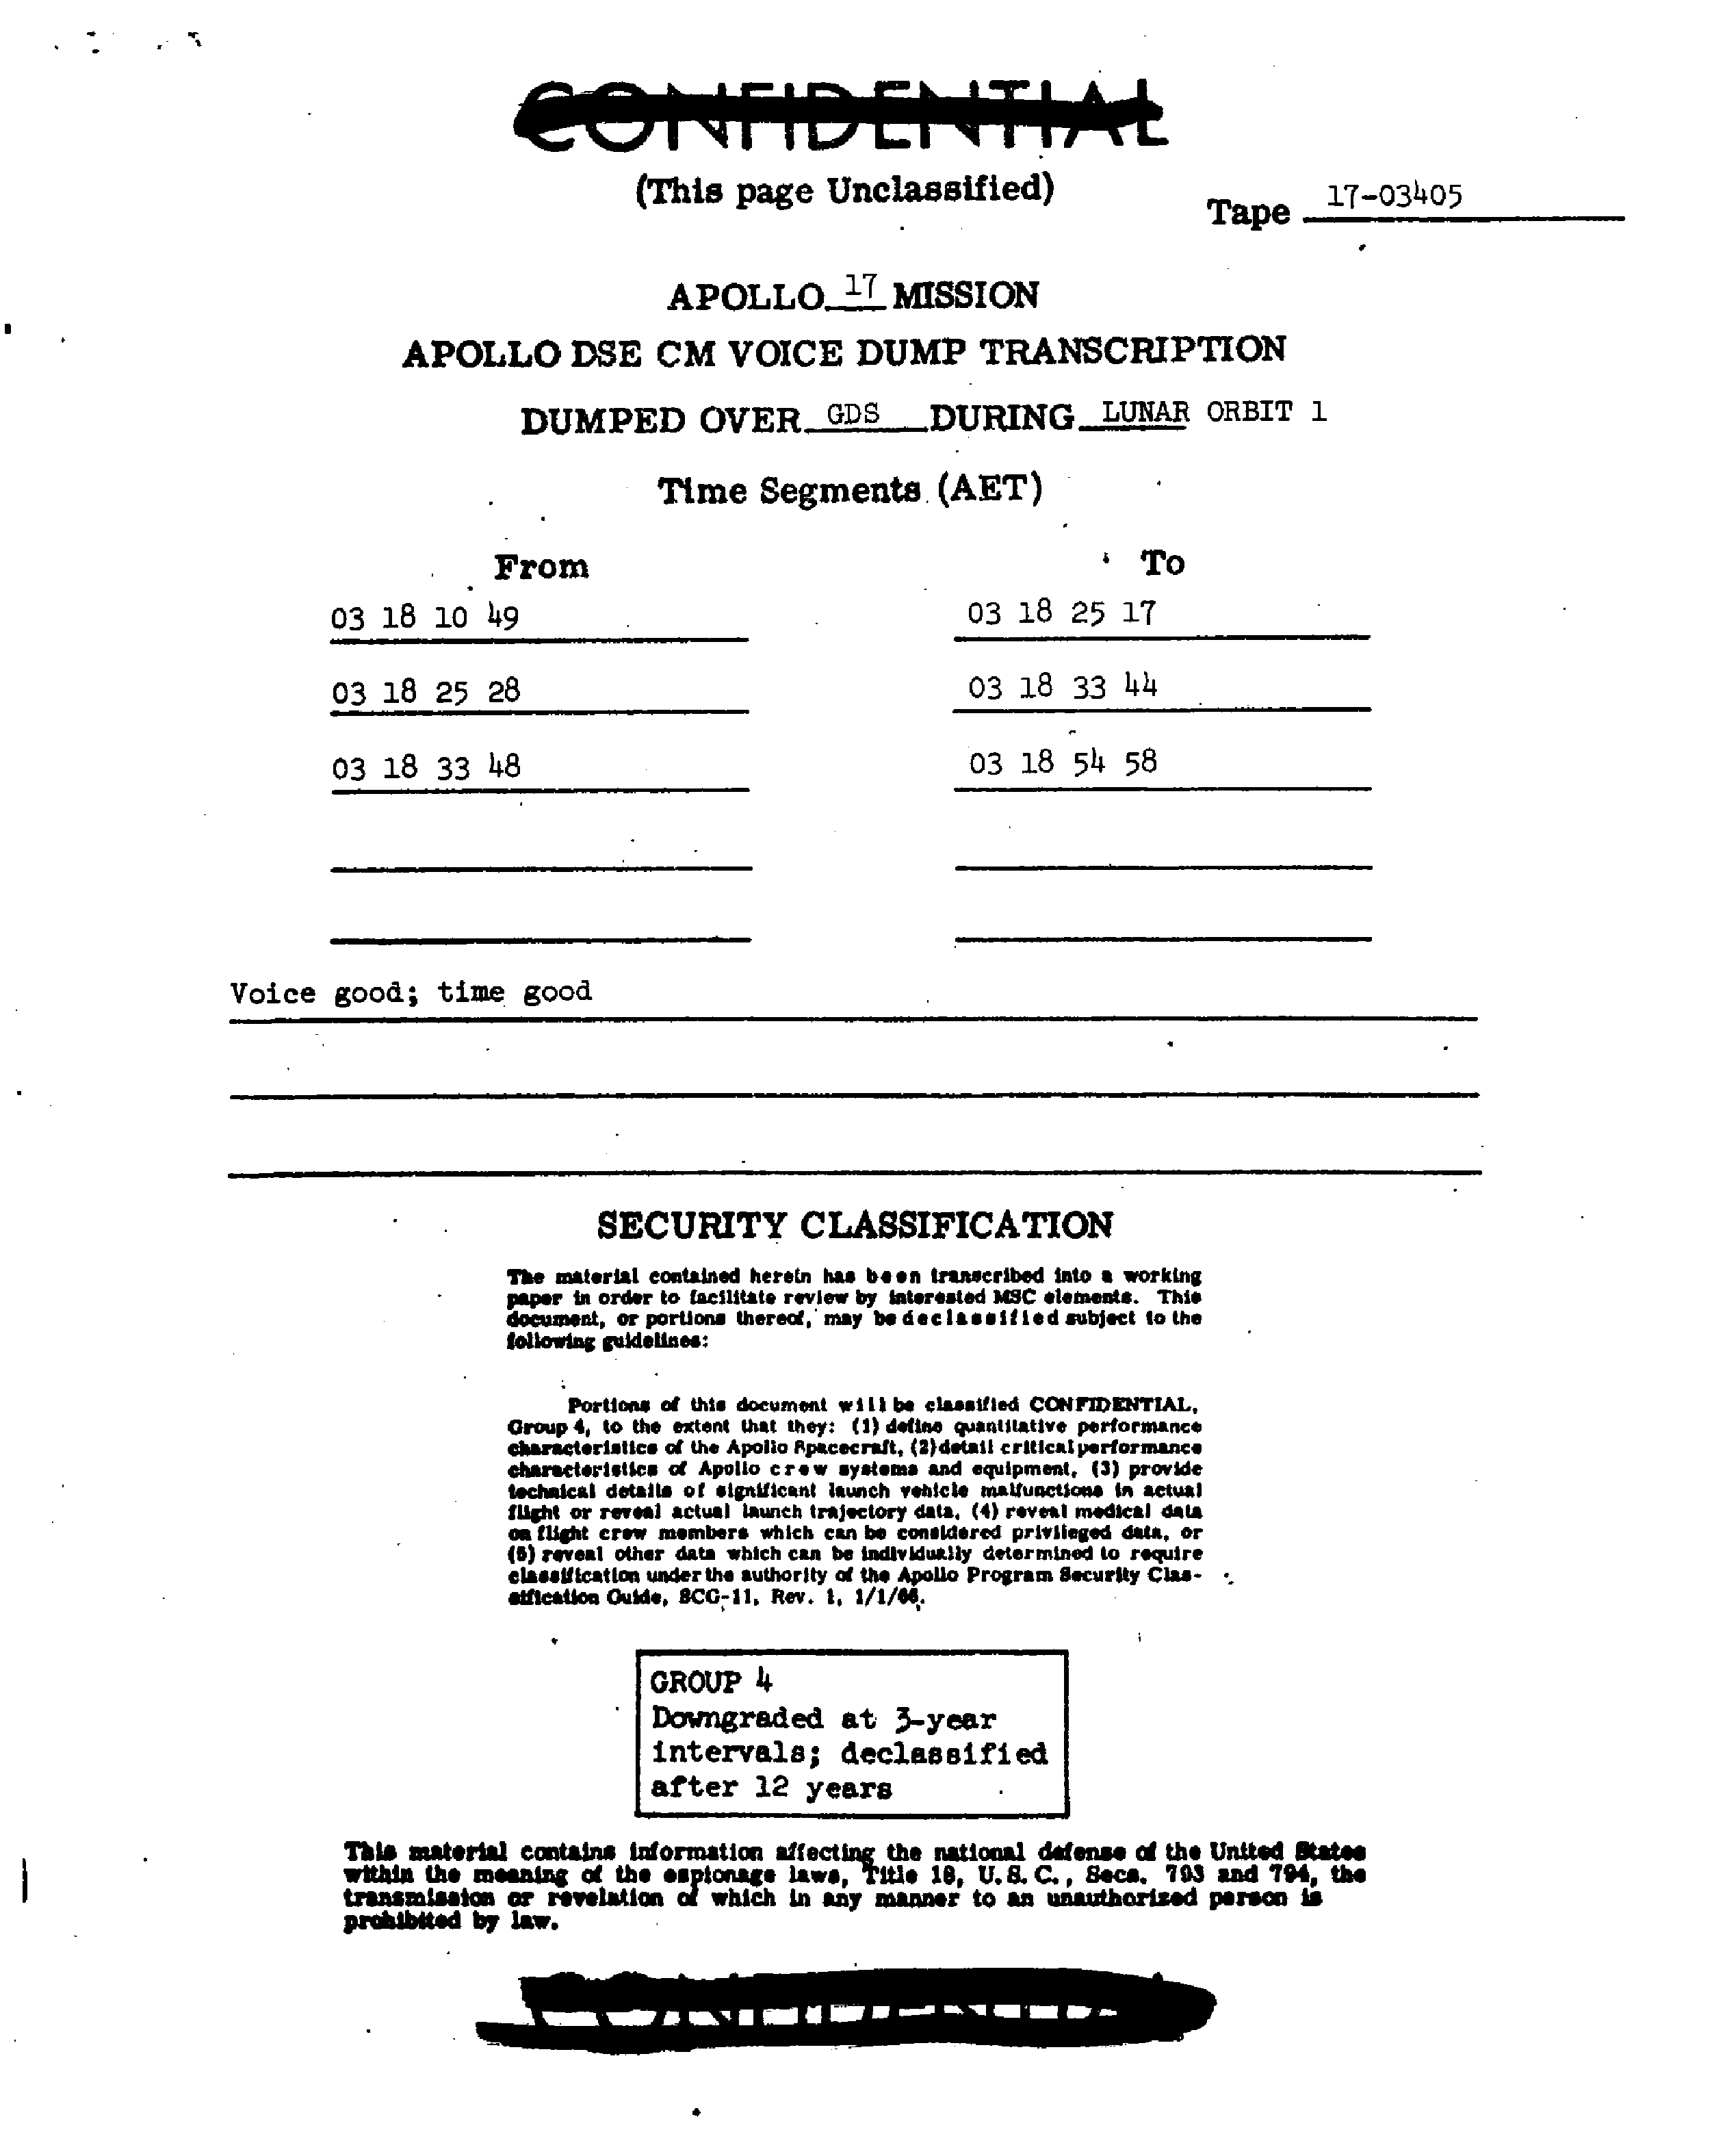 CONFIDENTIAL
(This page Unclassified)
Tape 17-03405
APOLLO 17 MISSION
APOLLO DSE CM VOICE DUMP TRANSCRIPTION
DUMPED OVER GDS DURING LUNAR ORBIT 1
Time Segments (AET)
From To
03 18 10 49 03 18 25 17
03 18 25 28 03 18 33 44
03 18 33 48 03 18 54 58
Voice good; time good
SECURITY CLASSIFICATION
The material contained herein has been transcribed into a working
paper in order to facilitate review by interested MSC elements. This
document, or portions thereof, may be declassified subject to the
following guidelines:
Portions of this document will be classified CONFIDENTIAL,
Group 4, to the extent that they: (1) define quantitative performance
characteristics of the Apollo Spacecraft, (2) detail critical performance
characteristics of Apollo crew systems and equipment, (3) provide
technical details of significant launch vehicle malfunctions in actual
flight or reveal actual launch trajectory data, (4) reveal medical data
on flight crew members which can be considered privileged data, or
(5) reveal other data which can be individually determined to require
classification under the authority of the Apollo Program Security Clas-
sification Guide, SCG-11, Rev. 1, 1/1/66.
GROUP 4
Downgraded at 3-year
intervals; declassified
after 12 years
This material contains information affecting the national defense of the United States
within the meaning of the espionage laws, Title 18, U.S.C., Secs. 793 and 794, the
transmission or revelation of which in any manner to an unauthorized person is
prohibited by law.